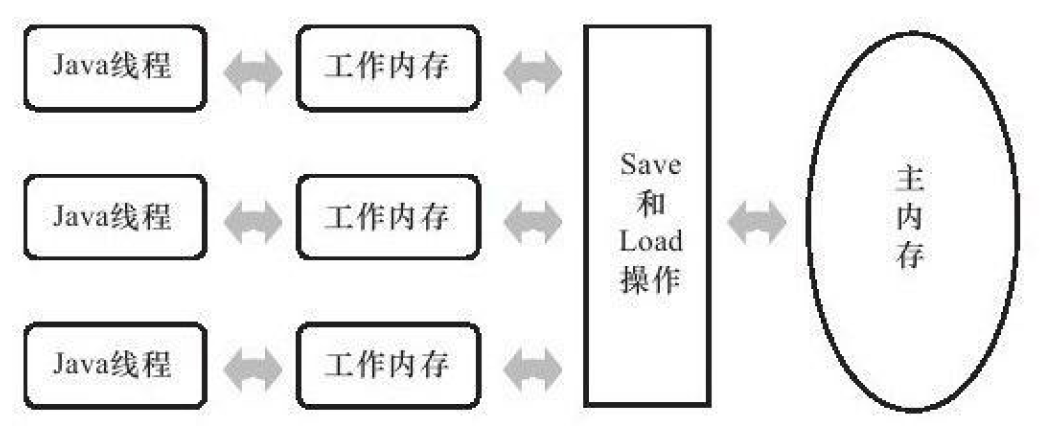 Java线程
工作内存
Java线程
工作内存
Java线程
工作内存
Save
和
Load
操作
主
内
存